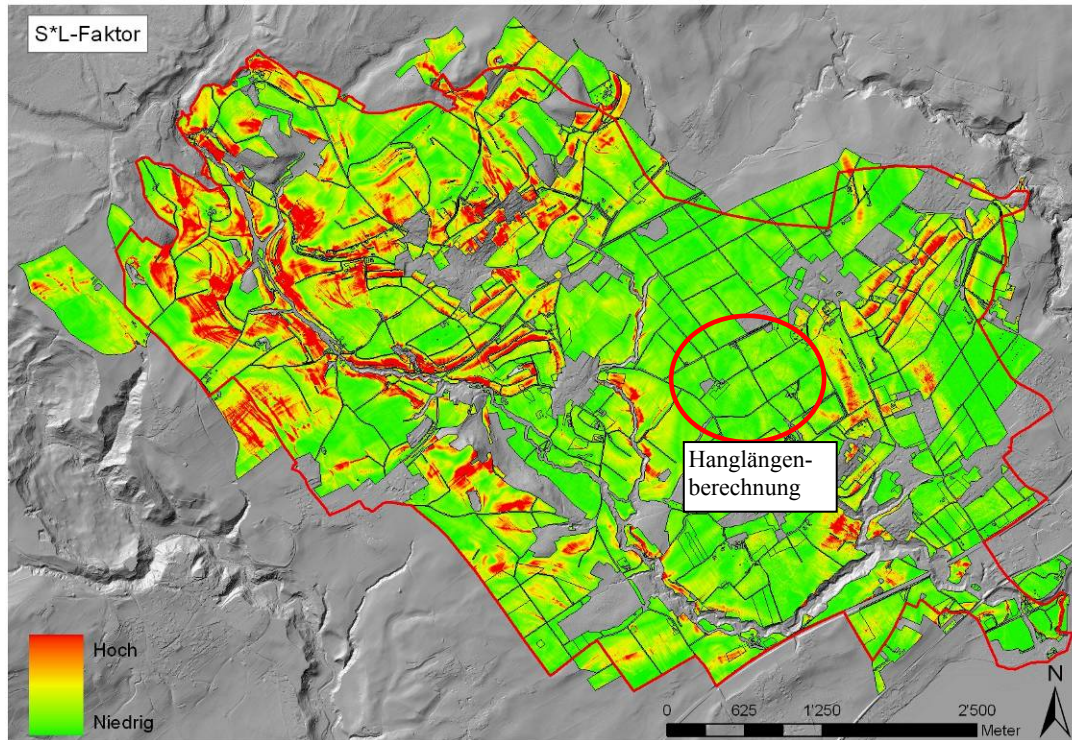 S*L-Faktor
Hanglängen-
berechnung
Hoch
Niedrig
0 625 1'250 2'500
Meter
N